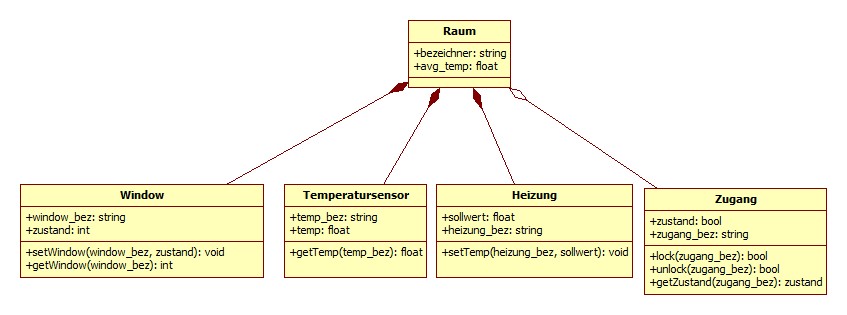 Raum
+bezeichner: string
+avg_temp: float
Window
+window_bez: string
+zustand: int
+setWindow(window_bez, zustand): void
+getWindow(window_bez): int
Temperatursensor
+temp_bez: string
+temp: float
+getTemp(temp_bez): float
Heizung
+sollwert: float
+heizung_bez: string
+setTemp(heizung_bez, sollwert): void
Zugang
+zustand: bool
+zugang_bez: string
+lock(zugang_bez): bool
+unlock(zugang_bez): bool
+getZustand(zugang_bez): zustand